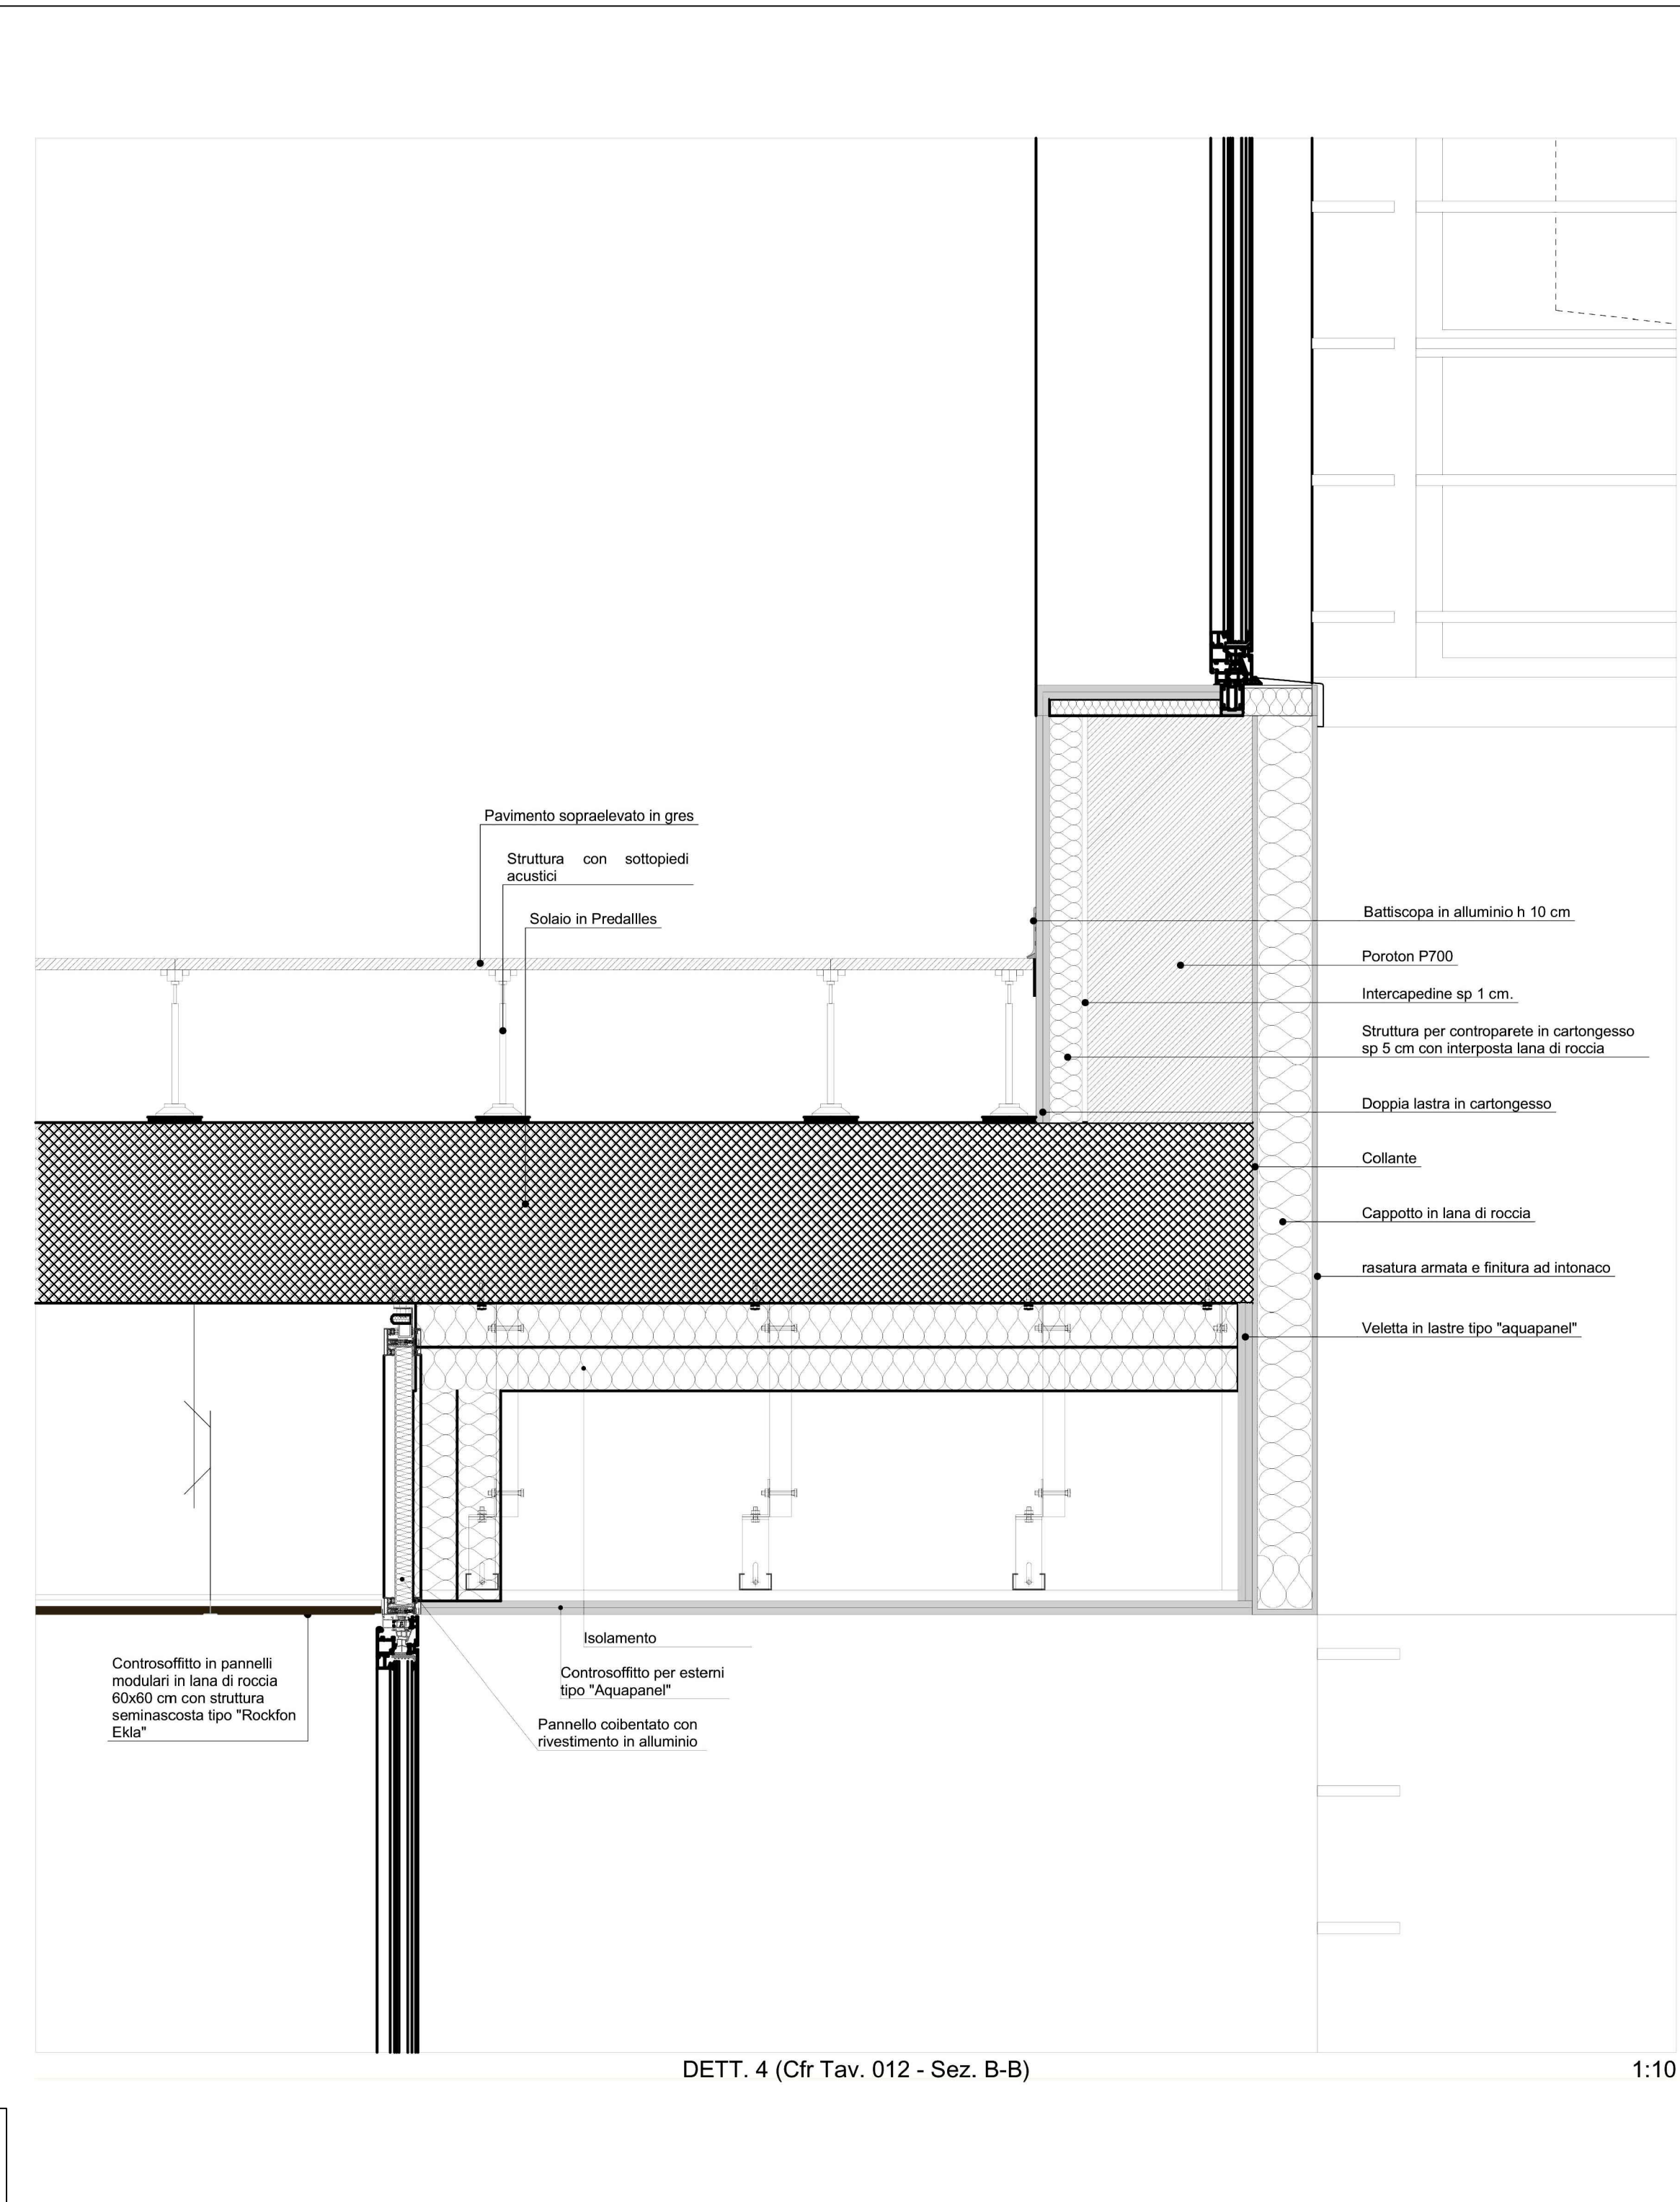 Pavimento sopraelevato in gres
Struttura con sottopiedi
acustici
Solaio in Predallles
Battiscopa in alluminio h 10 cm
Poroton P700
Intercapedine sp 1 cm.
Struttura per controparete in cartongesso
sp 5 cm con interposta lana di roccia
Doppia lastra in cartongesso
Collante
Cappotto in lana di roccia
rasatura armata e finitura ad intonaco
Veletta in lastre tipo "aquapanel"
Isolamento
Controsoffitto in pannelli
modulari in lana di roccia
60x60 cm con struttura
seminascosta tipo "Rockfon
Ekla"
Controsoffitto per esterni
tipo "Aquapanel"
Pannello coibentato con
rivestimento in alluminio
DETT. 4 (Cfr Tav. 012 - Sez. B-B)
1:10